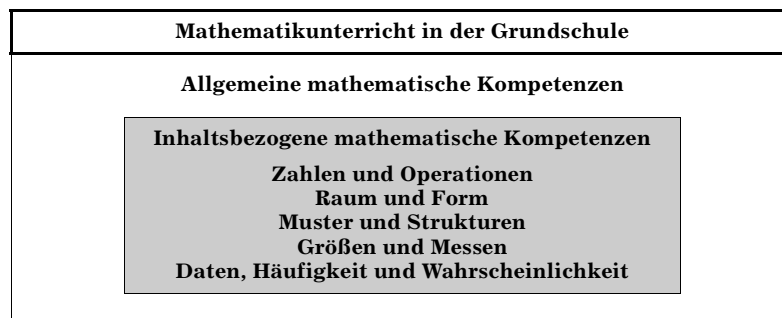 Mathematikunterricht in der Grundschule
Allgemeine mathematische Kompetenzen
Inhaltsbezogene mathematische Kompetenzen
Zahlen und Operationen
Raum und Form
Muster und Strukturen
Größen und Messen
Daten, Häufigkeit und Wahrscheinlichkeit